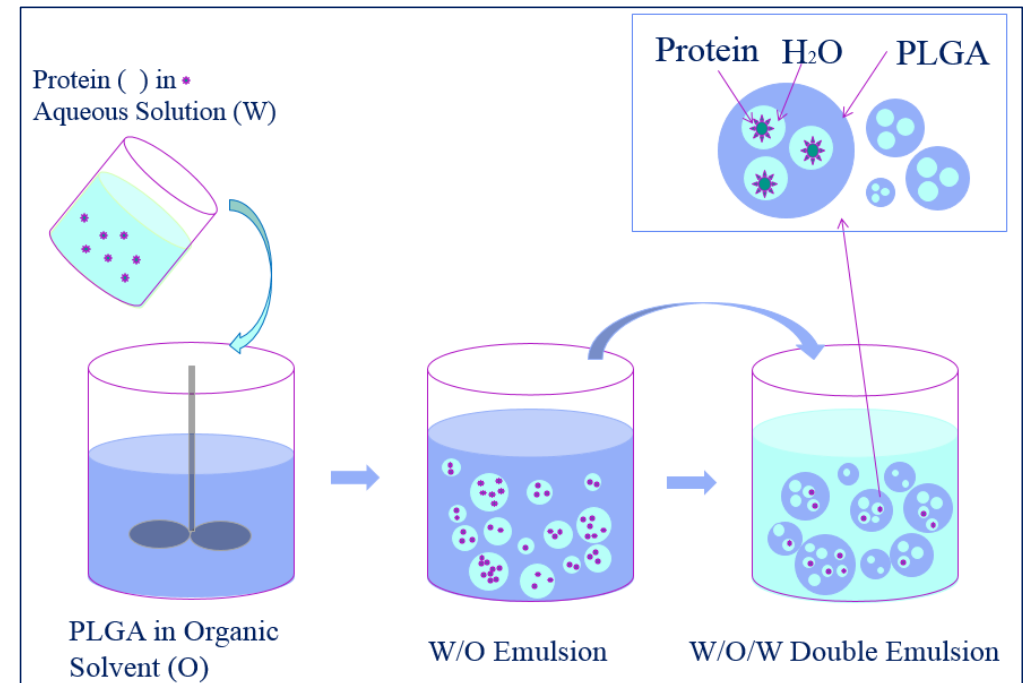 Protein H₂O PLGA
Protein ( ) in
Aqueous Solution (W)
PLGA in Organic
Solvent (O)
W/O Emulsion
W/O/W Double Emulsion